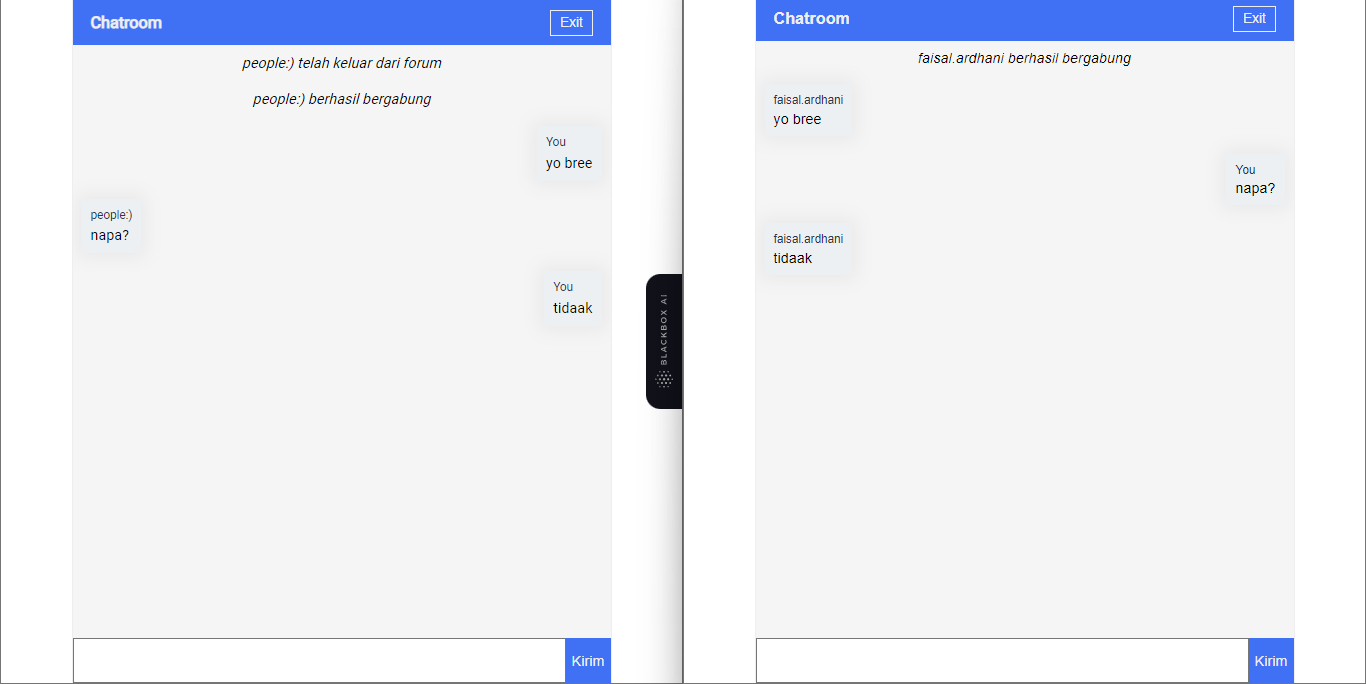 Chatroom
Exit
people:) telah keluar dari forum
people:) berhasil bergabung
You
yo bree
people:)
napa?
You
tidaak
Kirim
BLACKBOX AI
Chatroom
Exit
faisal.ardhani berhasil bergabung
faisal.ardhani
yo bree
You
napa?
faisal.ardhani
tidaak
Kirim